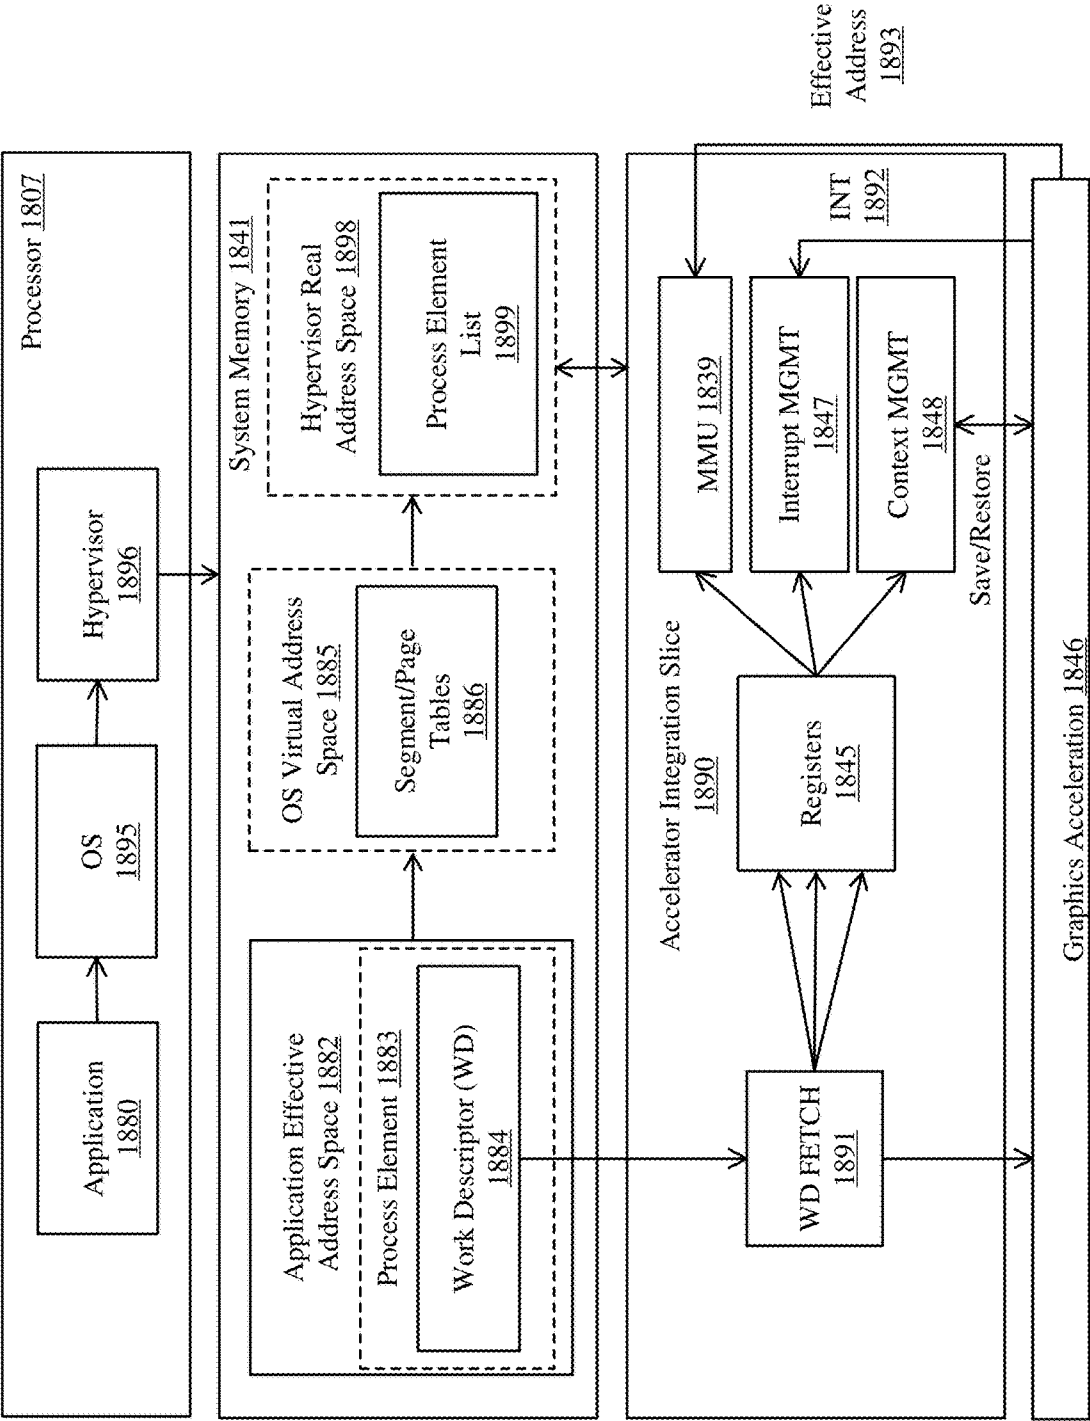 Processor 1807
Application
1880
OS
1895
Hypervisor
1896
System Memory 1841
Application Effective
Address Space 1882
Process Element 1883
Work Descriptor (WD)
1884
OS Virtual Address
Space 1885
Segment/Page
Tables
1886
Hypervisor Real
Address Space 1898
Process Element
List
1899
Accelerator Integration Slice
1890
WD FETCH
1891
Registers
1845
MMU 1839
Interrupt MGMT
1847
Context MGMT
1848
INT
1892
Effective
Address
1893
Save/Restore
Graphics Acceleration 1846